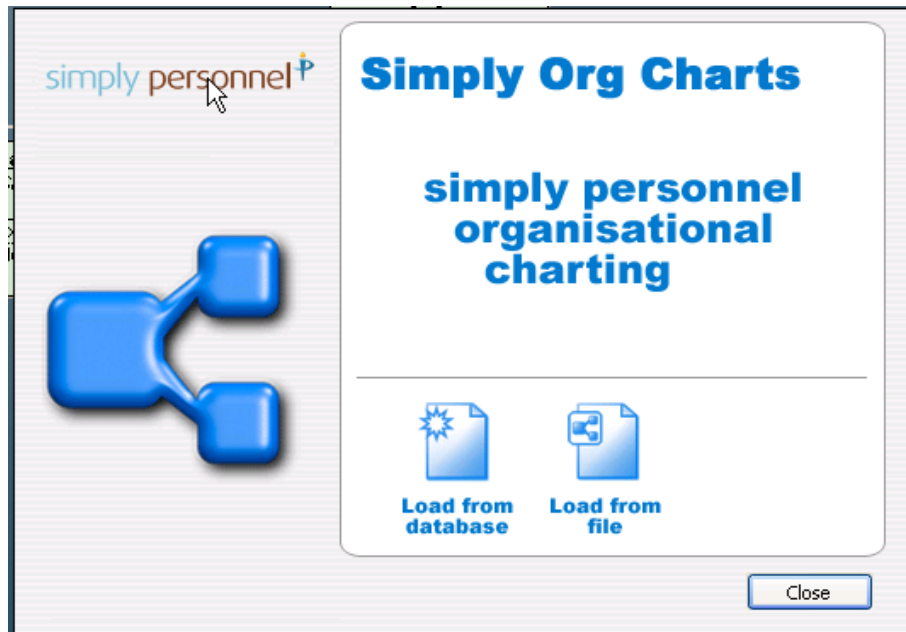 simply personnel
Simply Org Charts
simply personnel
organisational
charting
Load from
database
Load from
file
Close